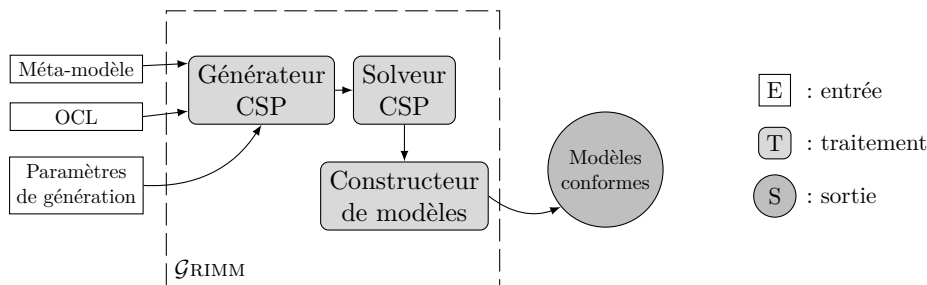 Méta-modèle
OCL
Paramètres
de génération
Générateur
CSP
Solveur
CSP
Constructeur
de modèles
GRIMM
Modèles
conformes
E : entrée
T : traitement
S : sortie